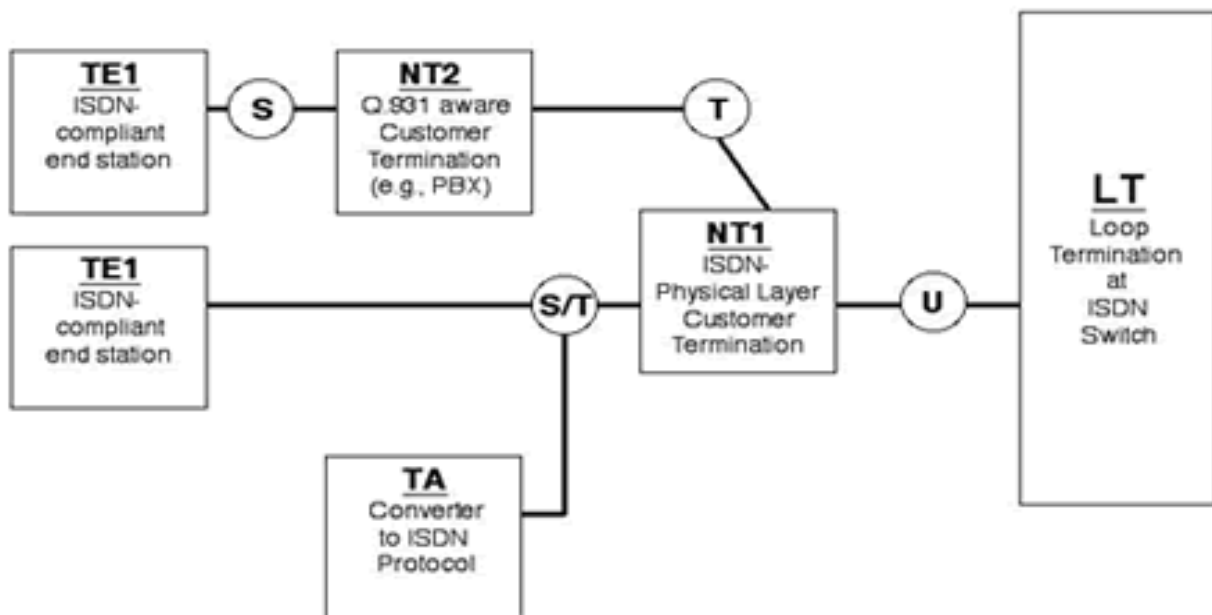 TE1
ISDN-
compliant
end station
S
NT2
Q.931 aware
Customer
Termination
(e.g., PBX)
T
LT
Loop
Termination
at
ISDN
Switch
NT1
ISDN-
Physical Layer
Customer
Termination
U
TE1
ISDN-
compliant
end station
S/T
TA
Converter
to ISDN
Protocol